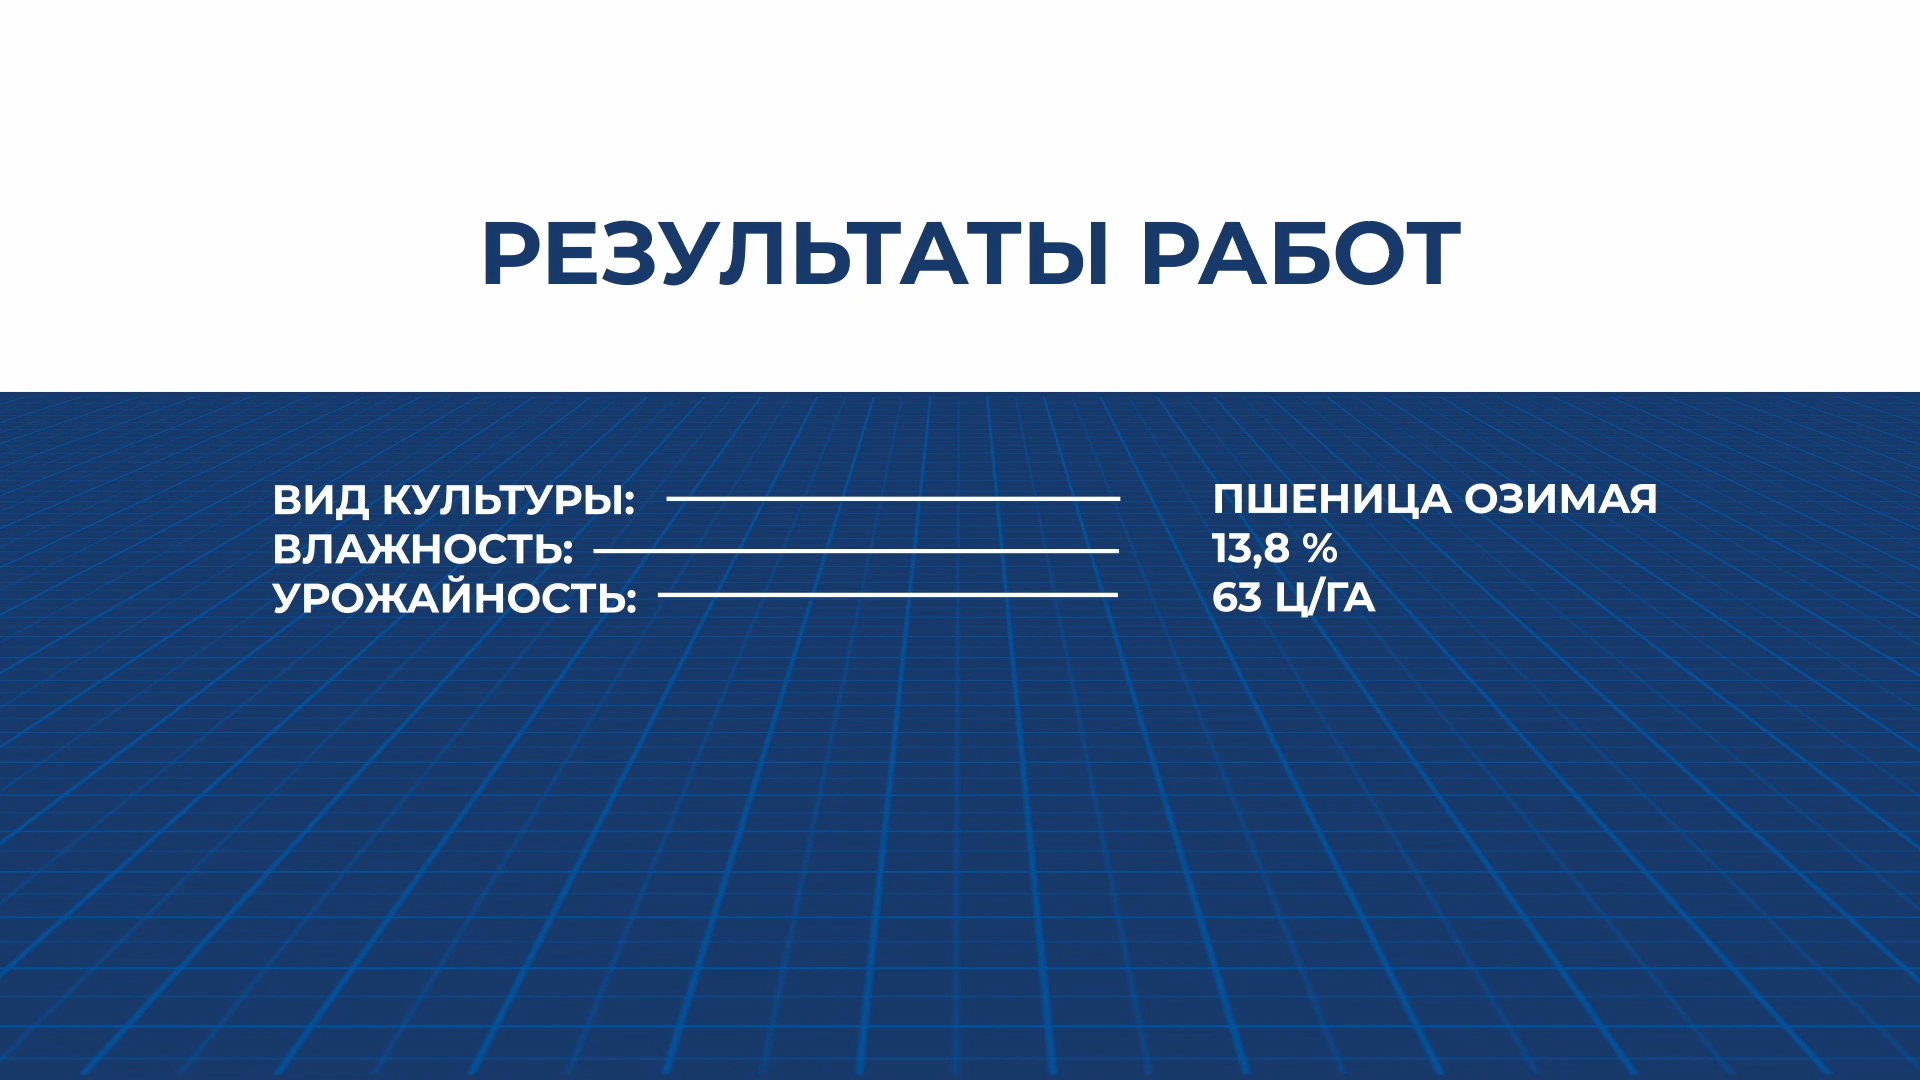 РЕЗУЛЬТАТЫ РАБОТ
ВИД КУЛЬТУРЫ: ПШЕНИЦА ОЗИМАЯ
ВЛАЖНОСТЬ: 13,8 %
УРОЖАЙНОСТЬ: 63 Ц/ГА